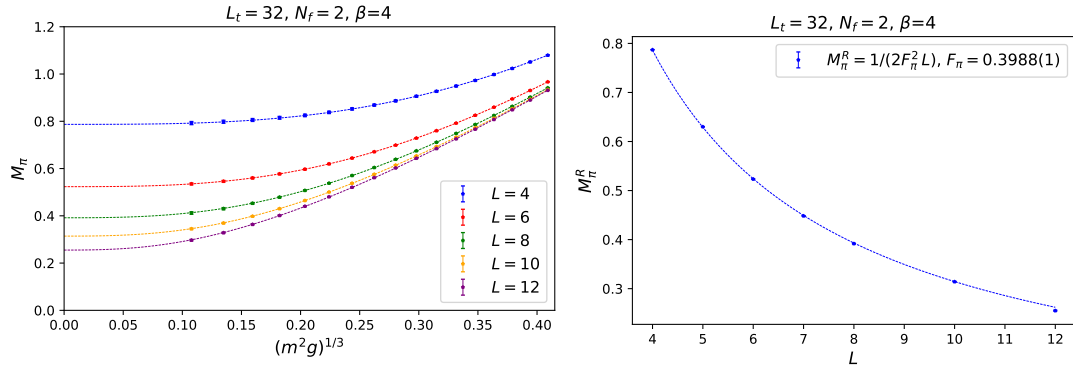 L_t = 32, N_f = 2, β=4
1.2
1.0
0.8
0.6
0.4
0.2
0.0
M_π
L = 4
L = 6
L = 8
L = 10
L = 12
0.00 0.05 0.10 0.15 0.20 0.25 0.30 0.35 0.40
(m²g)^{1/3}
L_t = 32, N_f = 2, β=4
M_π^R = 1/(2F_π^2 L), F_π = 0.3988(1)
0.8
0.7
0.6
0.5
0.4
0.3
M_π^R
4 5 6 7 8 9 10 11 12
L